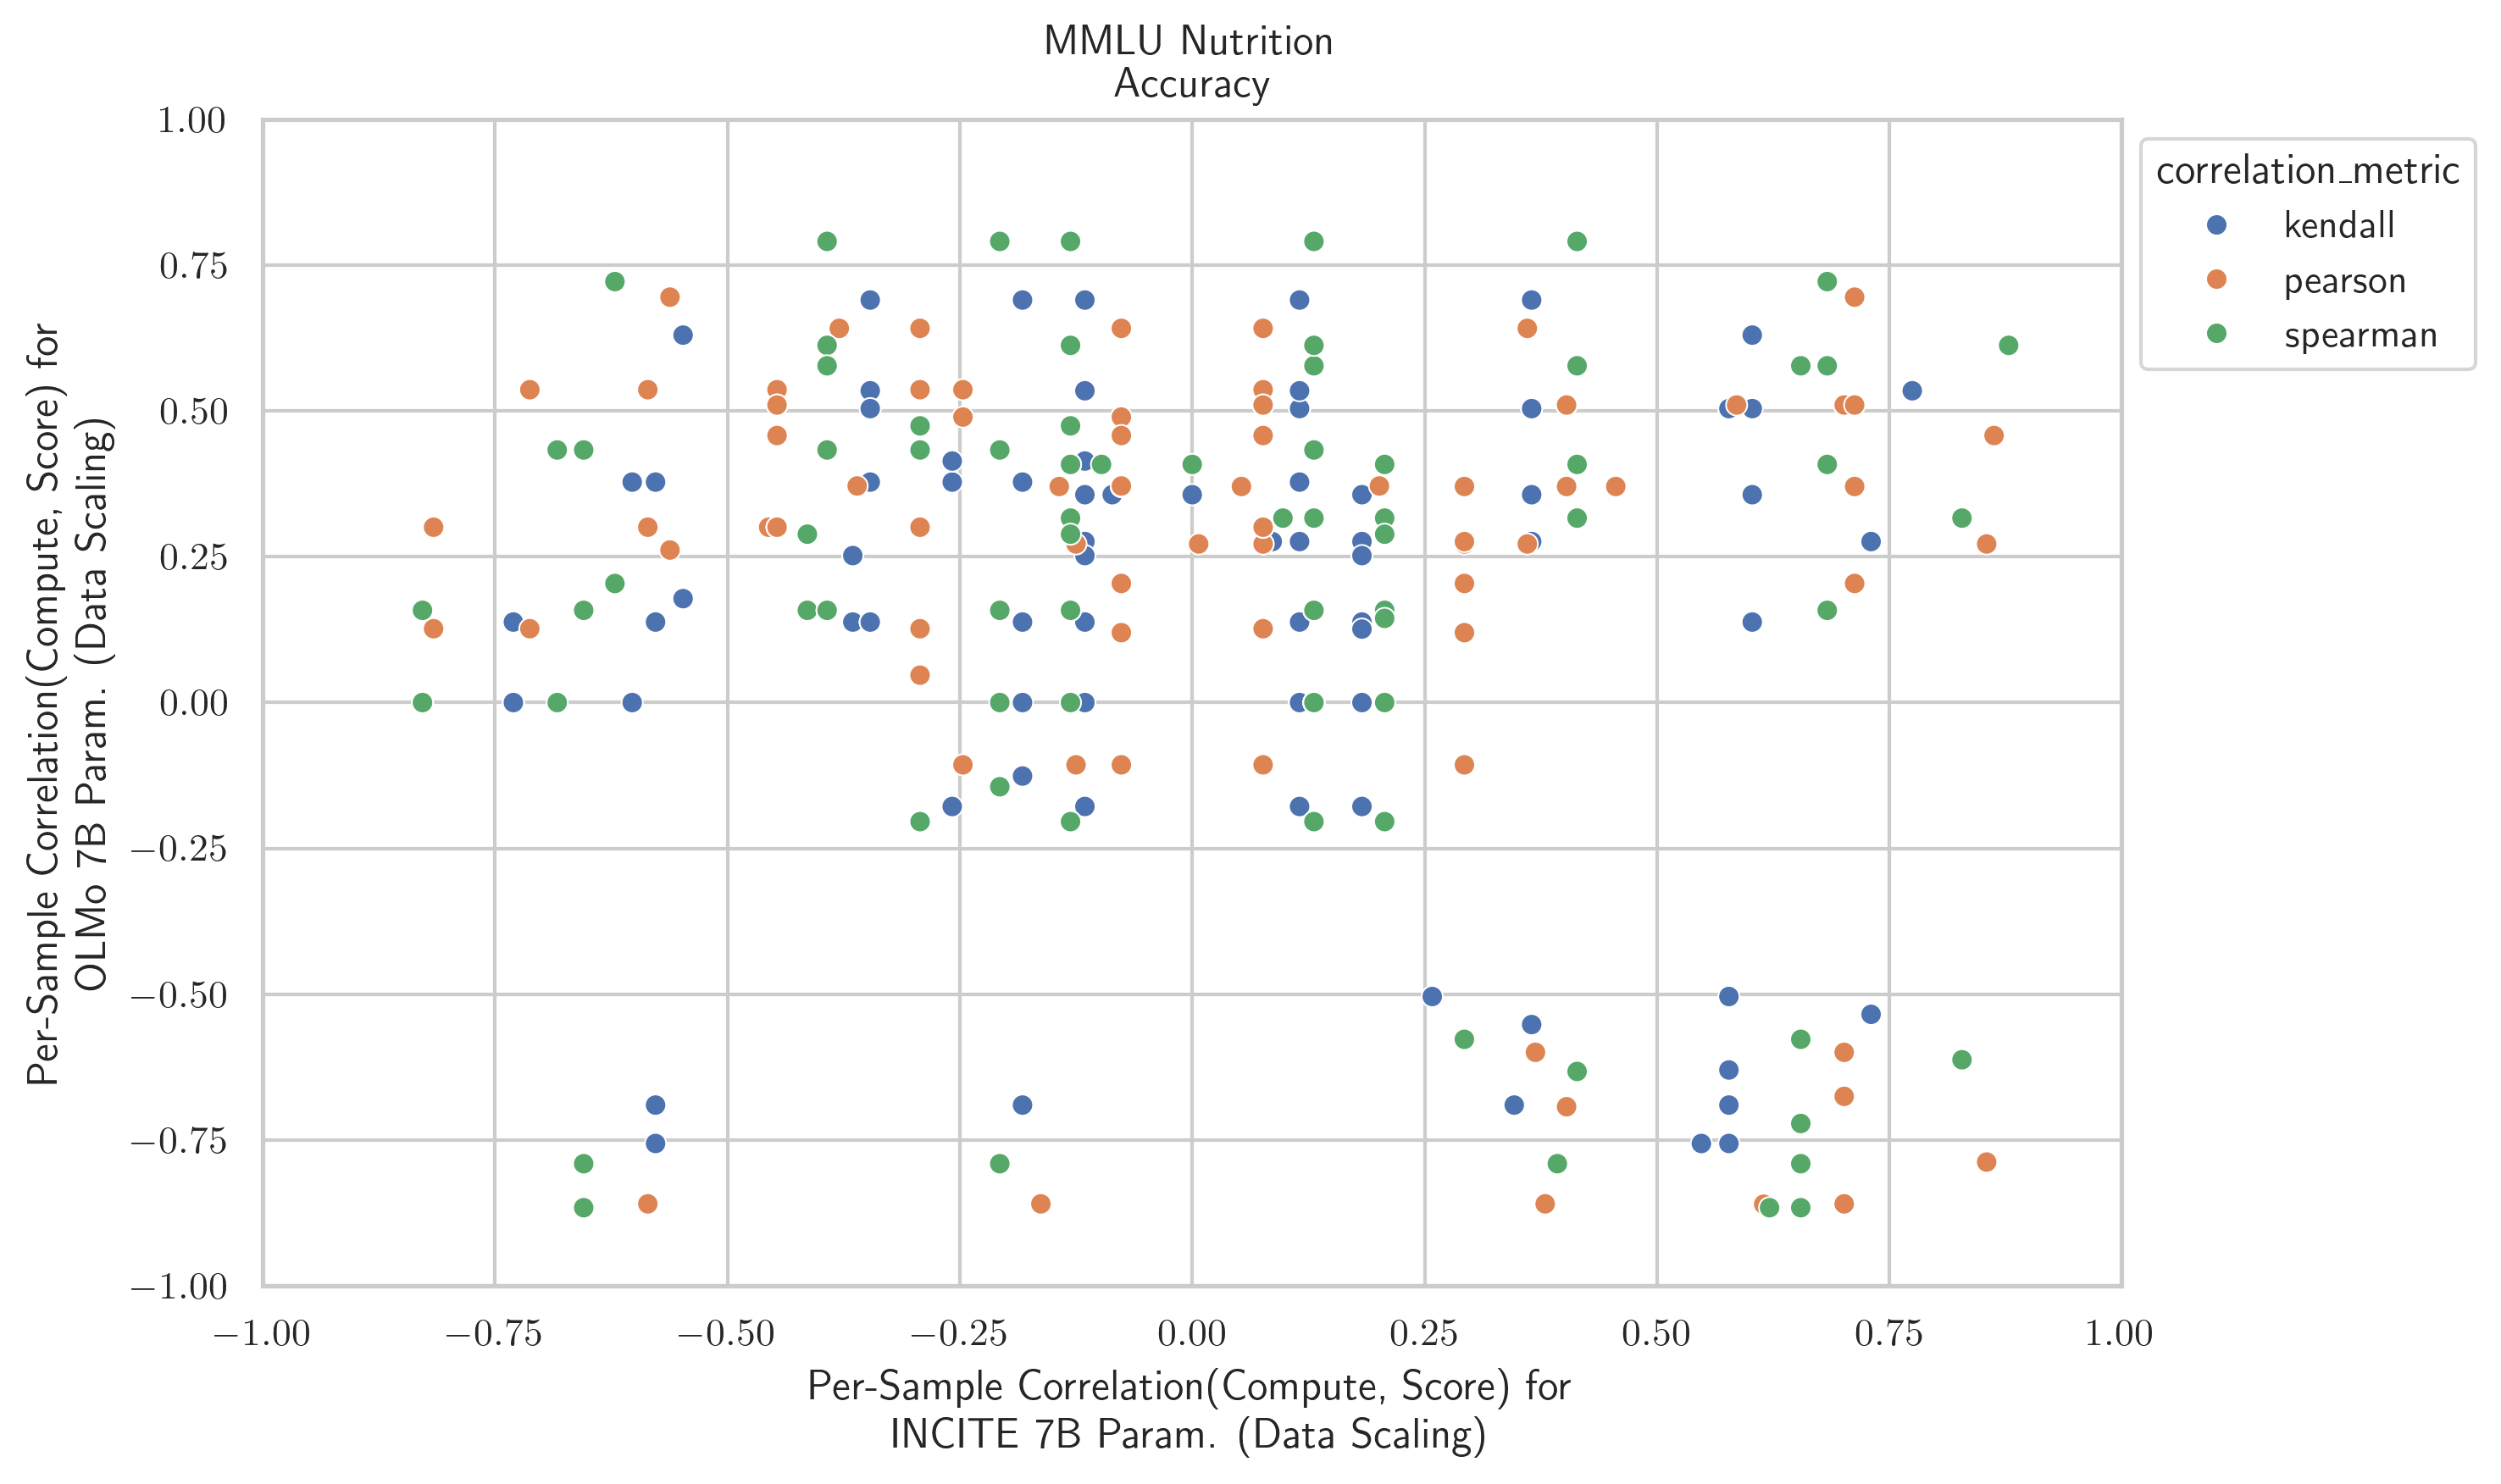 MMLU Nutrition
Accuracy
Per-Sample Correlation(Compute, Score) for
OLMo 7B Param. (Data Scaling)
1.00
0.75
0.50
0.25
0.00
−0.25
−0.50
−0.75
−1.00
−1.00 −0.75 −0.50 −0.25 0.00 0.25 0.50 0.75 1.00
Per-Sample Correlation(Compute, Score) for
INCITE 7B Param. (Data Scaling)
correlation_metric
kendall
pearson
spearman